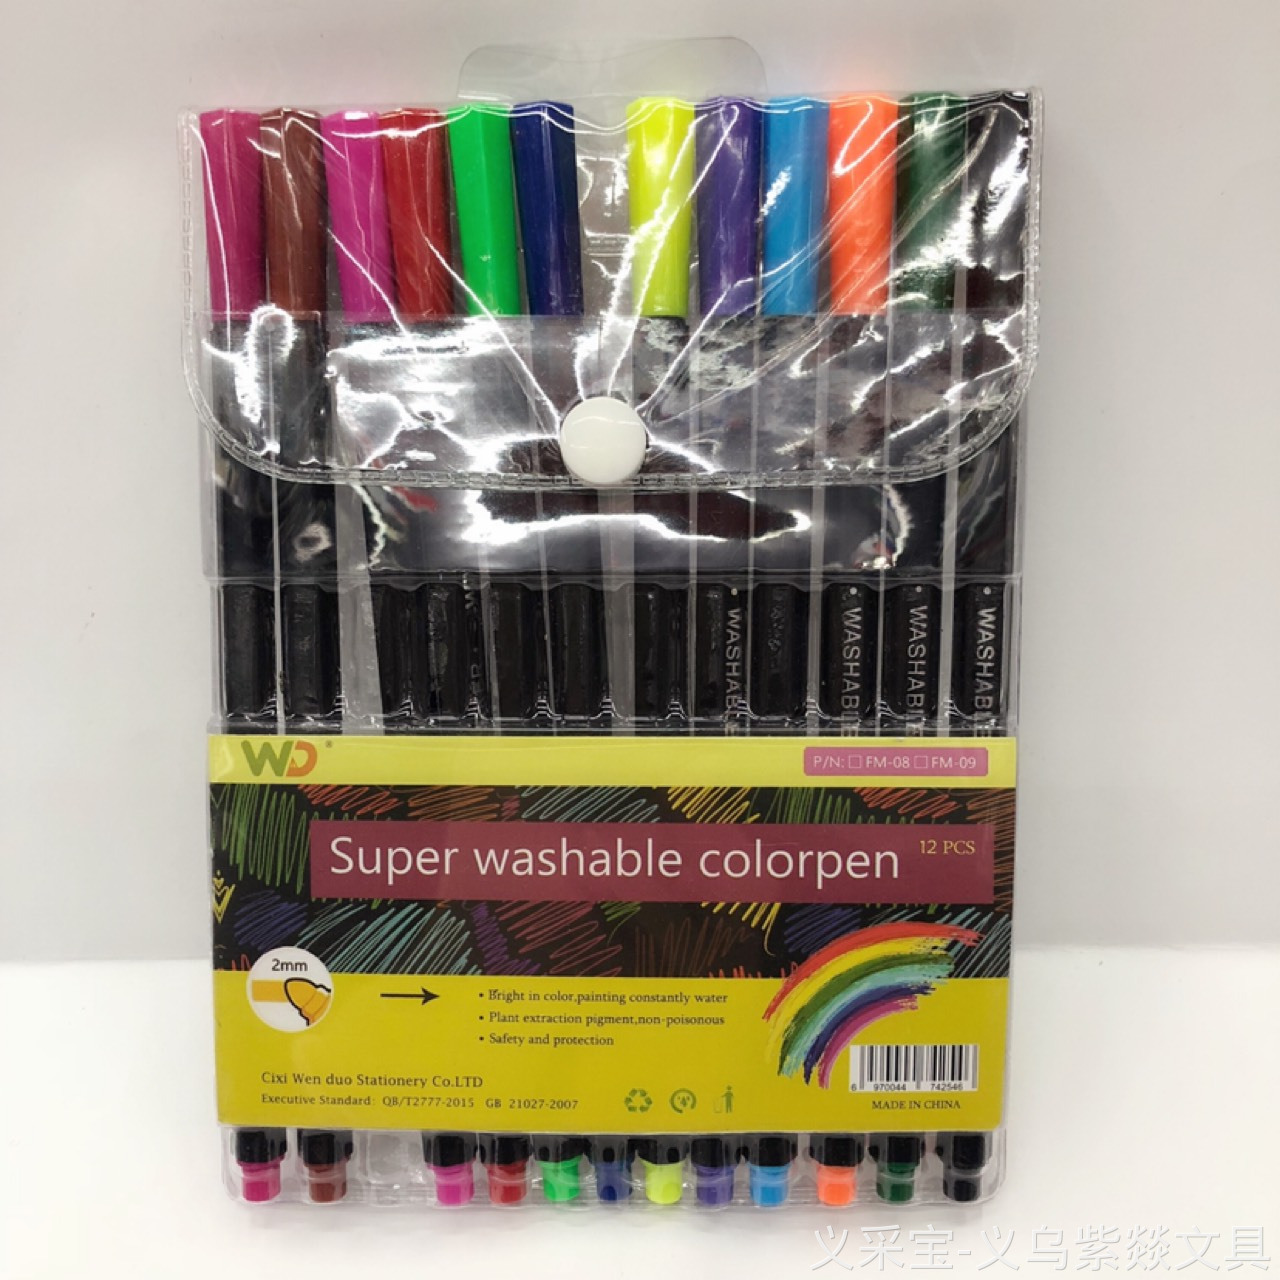 WASHABLE
WASHABLE
WASHABLE
WASHABLE
WD®
P/N: □ FM-08 □ FM-09
Super washable colorpen 12 PCS
2mm
• Bright in color,painting constantly water
• Plant extraction pigment,non-poisonous
• Safety and protection
Cixi Wen duo Stationery Co.LTD
Executive Standard: QB/T2777-2015 GB 21027-2007
6 970044 742546
MADE IN CHINA
义采宝-义乌紫燚文具